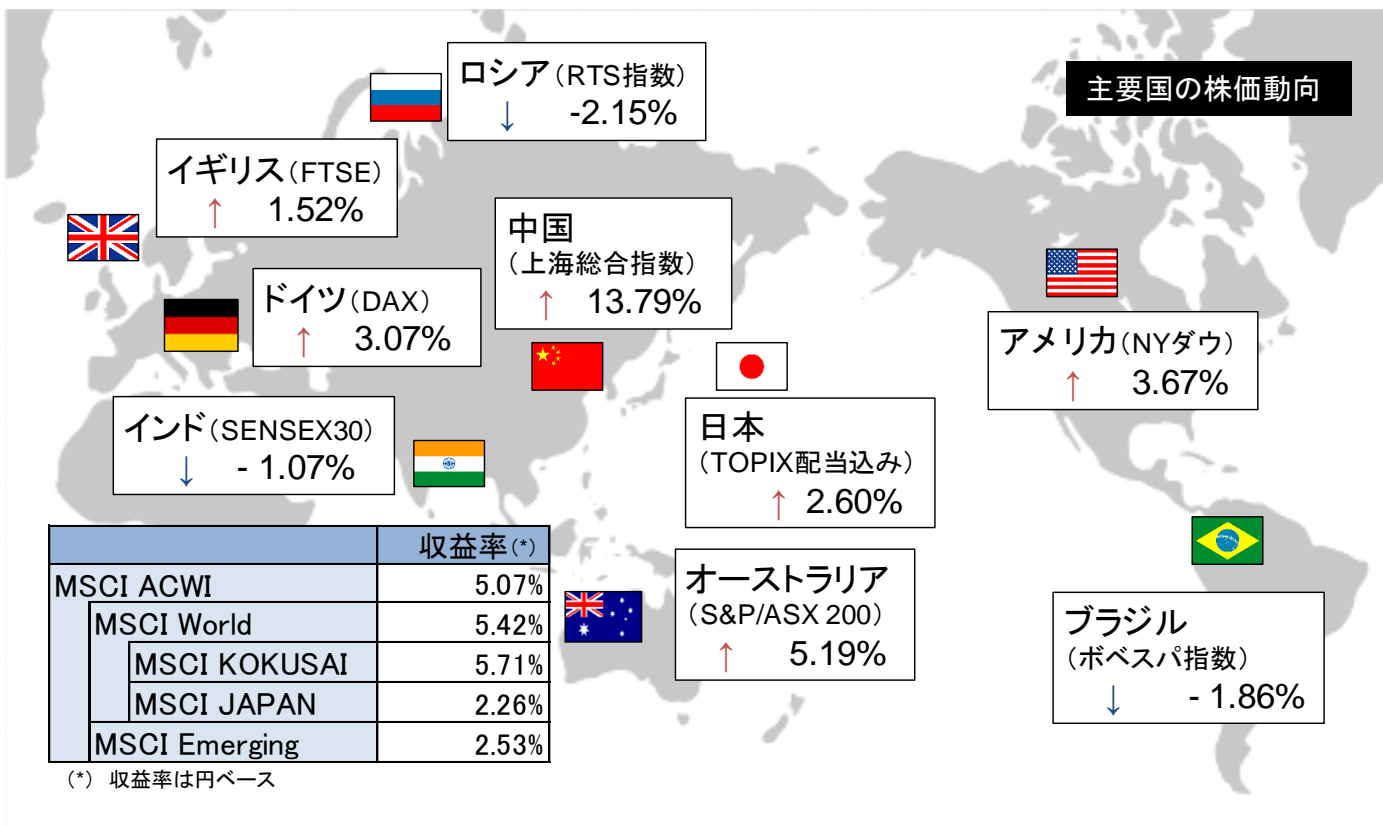 主要国の株価動向
ロシア(RTS指数)
↓ -2.15%
イギリス(FTSE)
↑ 1.52%
中国
(上海総合指数)
↑ 13.79%
ドイツ(DAX)
↑ 3.07%
アメリカ(NYダウ)
↑ 3.67%
インド(SENSEX30)
↓ - 1.07%
日本
(TOPIX配当込み)
↑ 2.60%
オーストラリア
(S&P/ASX 200)
↑ 5.19%
ブラジル
(ボベスパ指数)
↓ - 1.86%
収益率(*)
MSCI ACWI 5.07%
MSCI World 5.42%
MSCI KOKUSAI 5.71%
MSCI JAPAN 2.26%
MSCI Emerging 2.53%
(*) 収益率は円ベース